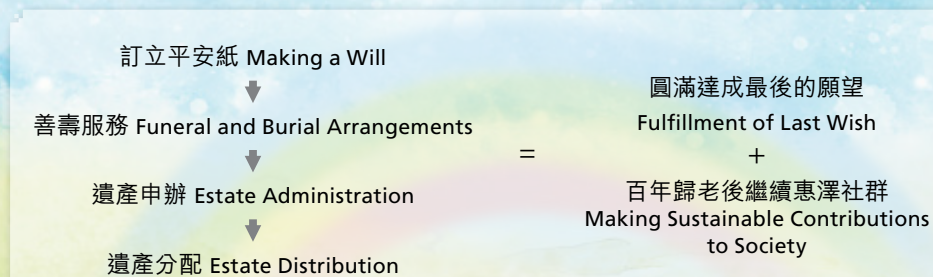 訂立平安紙 Making a Will
善壽服務 Funeral and Burial Arrangements
遺產申辦 Estate Administration
遺產分配 Estate Distribution
=
圓滿達成最後的願望
Fulfillment of Last Wish
+
百年歸老後繼續惠澤社群
Making Sustainable Contributions
to Society